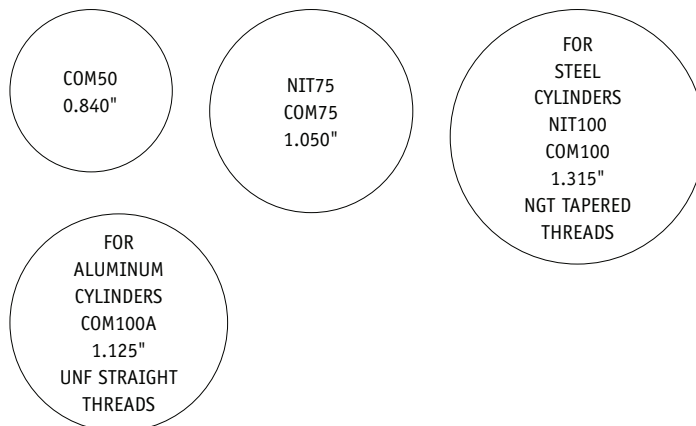 COM50
0.840"
NIT75
COM75
1.050"
FOR
STEEL
CYLINDERS
NIT100
COM100
1.315"
NGT TAPERED
THREADS
FOR
ALUMINUM
CYLINDERS
COM100A
1.125"
UNF STRAIGHT
THREADS